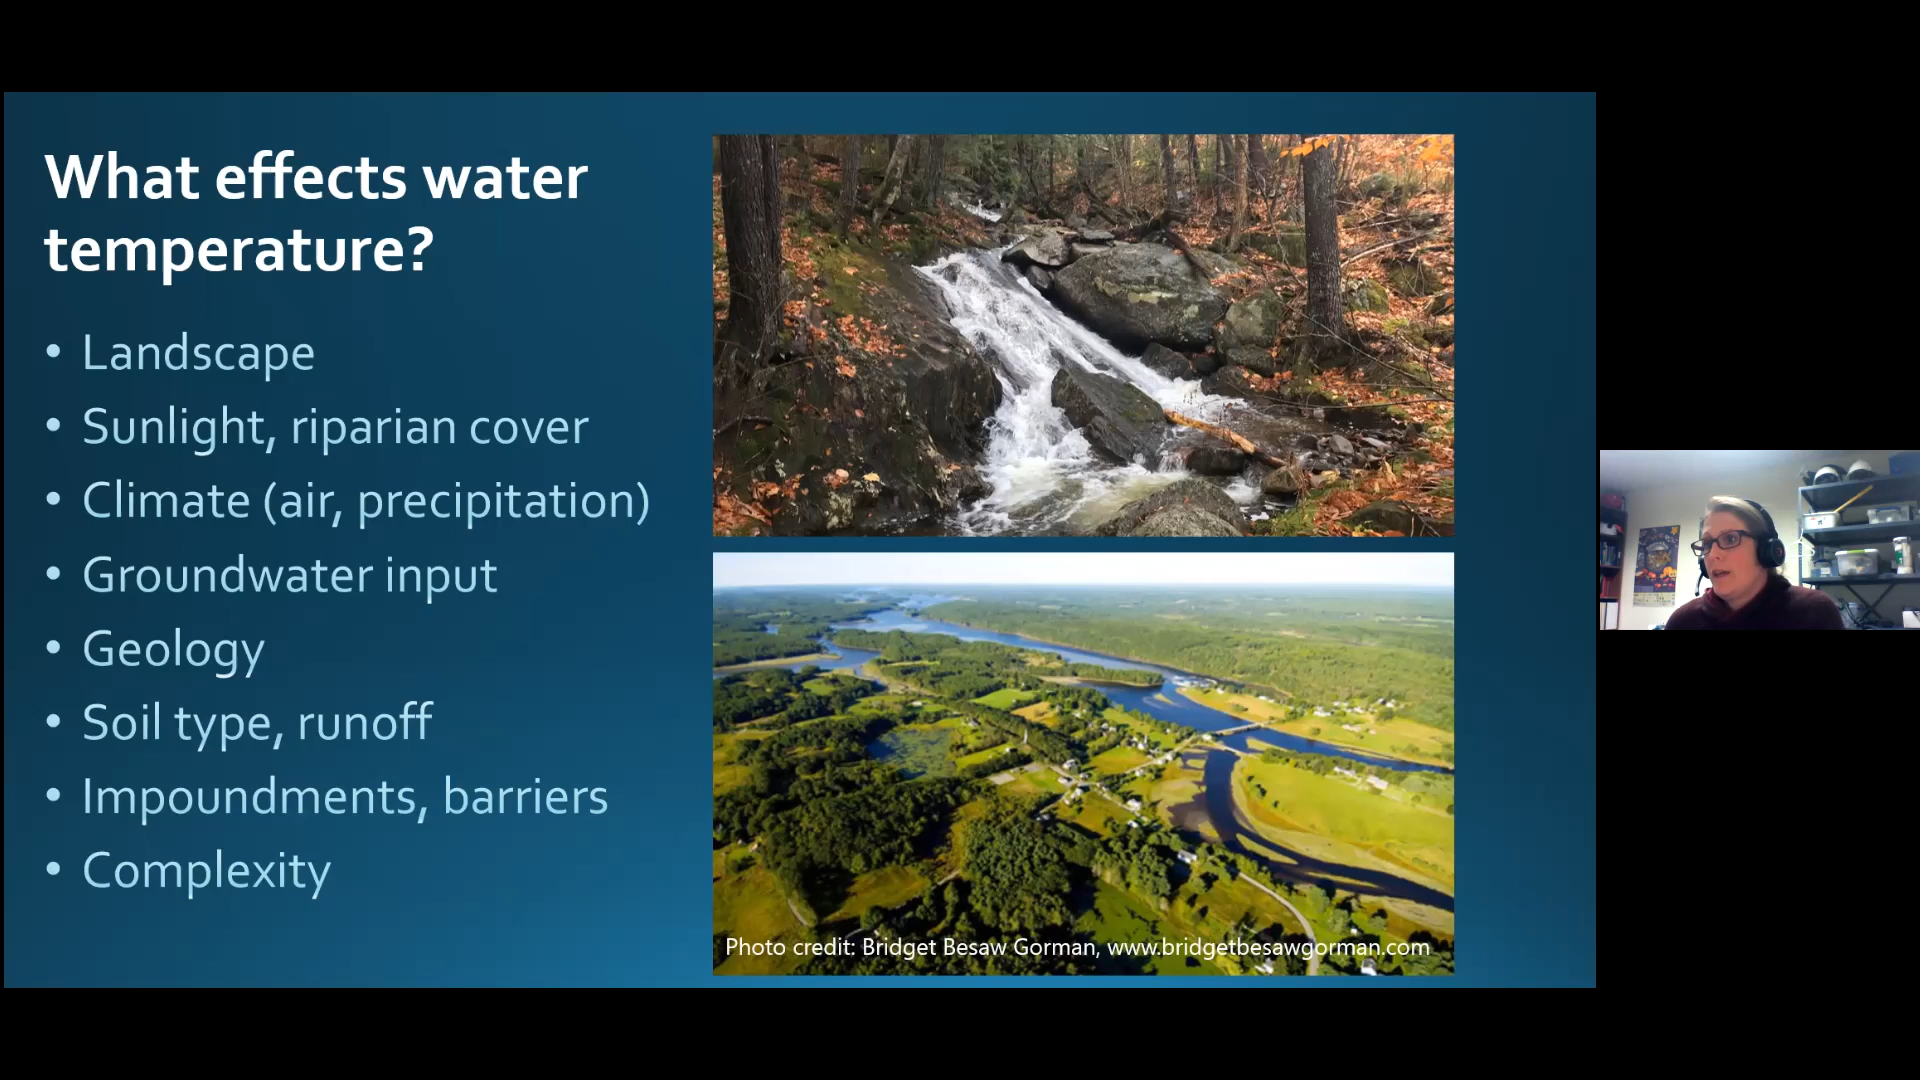 What effects water
temperature?
• Landscape
• Sunlight, riparian cover
• Climate (air, precipitation)
• Groundwater input
• Geology
• Soil type, runoff
• Impoundments, barriers
• Complexity
Photo credit: Bridget Besaw Gorman, www.bridgetbesawgorman.com